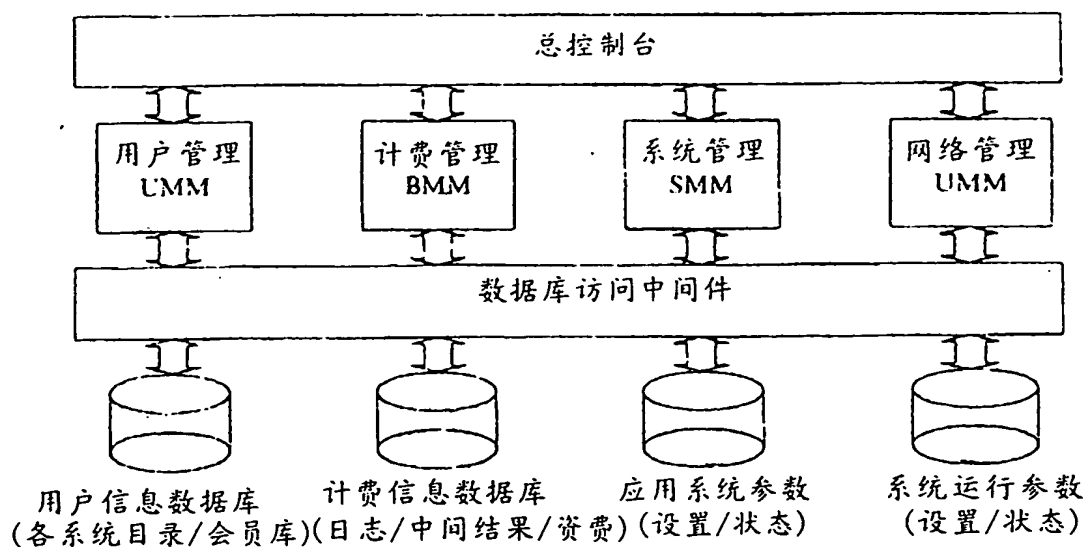 总控制台
用户管理
UMM
计费管理
BMM
系统管理
SMM
网络管理
UMM
数据库访问中间件
用户信息数据库
(各系统目录/会员库)
计费信息数据库
(日志/中间结果/资费)
应用系统参数
(设置/状态)
系统运行参数
(设置/状态)